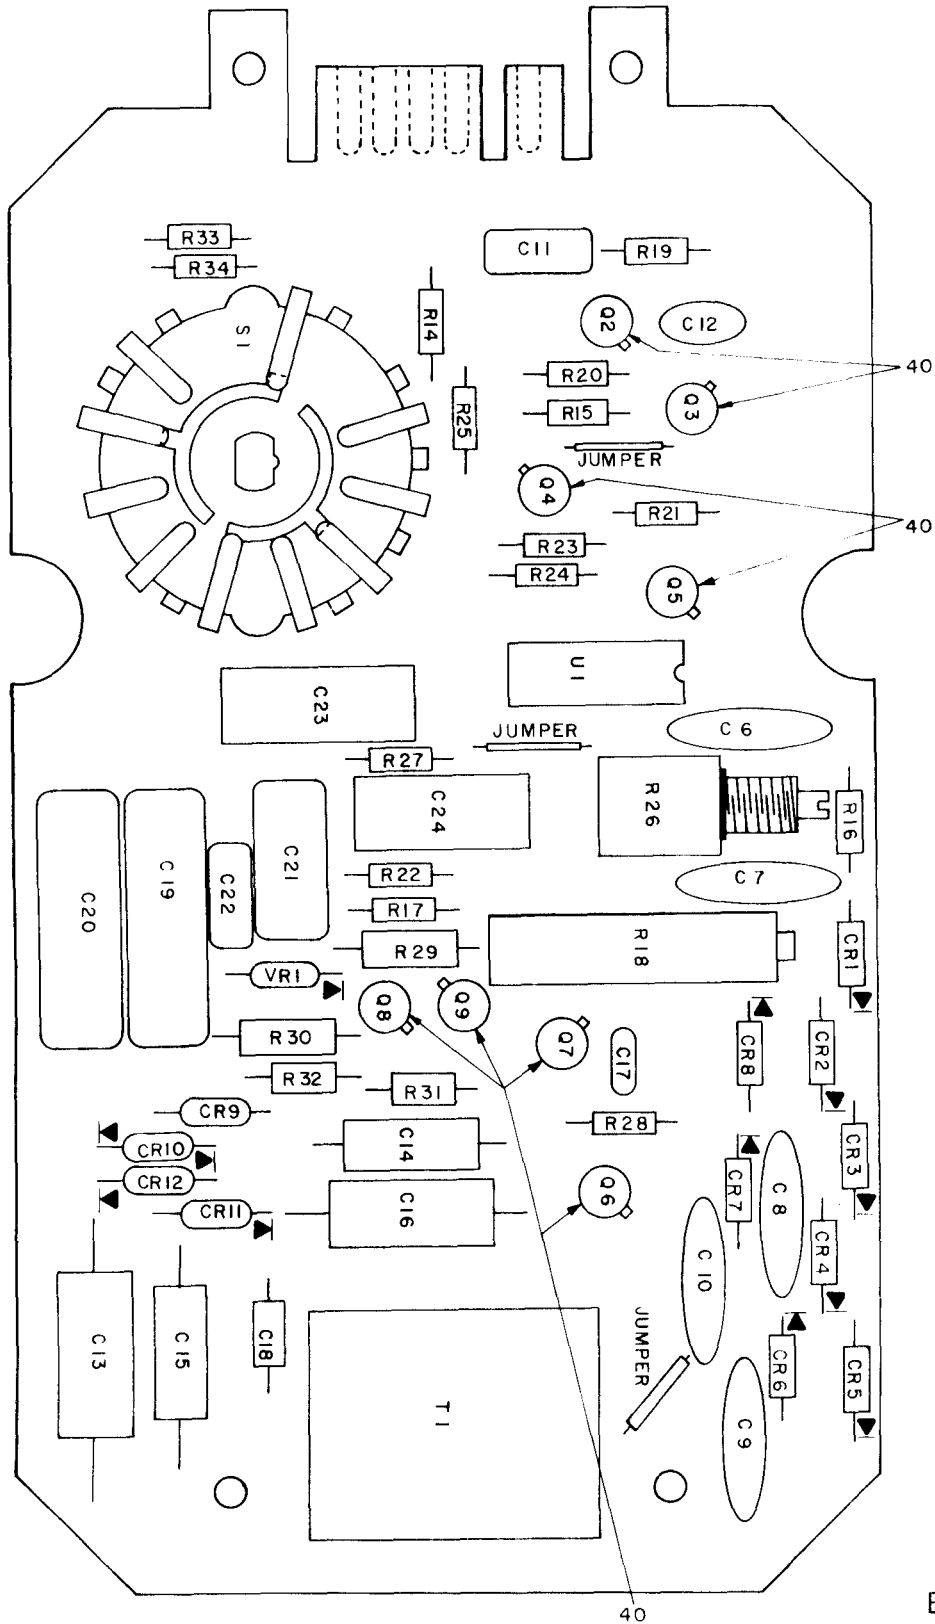 R33
C11
R19
R34
R14
S1
Q2
C12
40
R20
Q3
R15
R25
JUMPER
Q4
R21
40
R23
R24
Q5
U1
C23
C6
JUMPER
R27
C24
R26
R16
C20
C19
C22
C21
R22
C7
R17
R29
R18
CR1
VR1
Q8
Q9
R30
Q7
C17
CR8
CR2
R32
R31
CR9
R28
CR10
C14
CR3
CR12
Q6
CR7
C8
CR11
C16
CR4
C10
C13
C15
C18
JUMPER
CR6
CR5
T1
C9
40